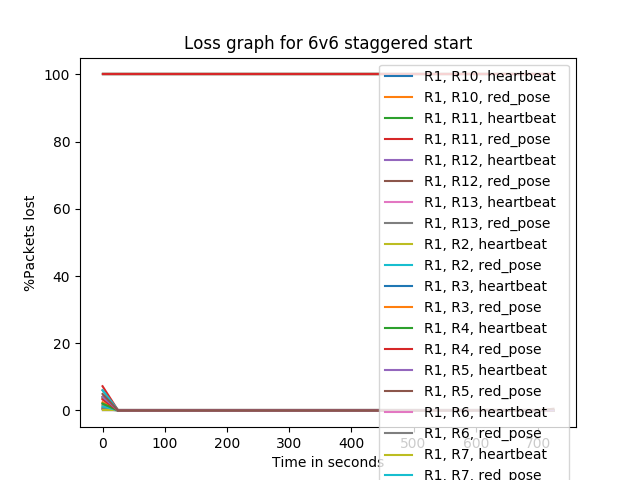 Loss graph for 6v6 staggered start
%Packets lost
100
80
60
40
20
0
0 100 200 300 400 500 600 700
Time in seconds
R1, R10, heartbeat
R1, R10, red_pose
R1, R11, heartbeat
R1, R11, red_pose
R1, R12, heartbeat
R1, R12, red_pose
R1, R13, heartbeat
R1, R13, red_pose
R1, R2, heartbeat
R1, R2, red_pose
R1, R3, heartbeat
R1, R3, red_pose
R1, R4, heartbeat
R1, R4, red_pose
R1, R5, heartbeat
R1, R5, red_pose
R1, R6, heartbeat
R1, R6, red_pose
R1, R7, heartbeat
R1, R7, red_pose